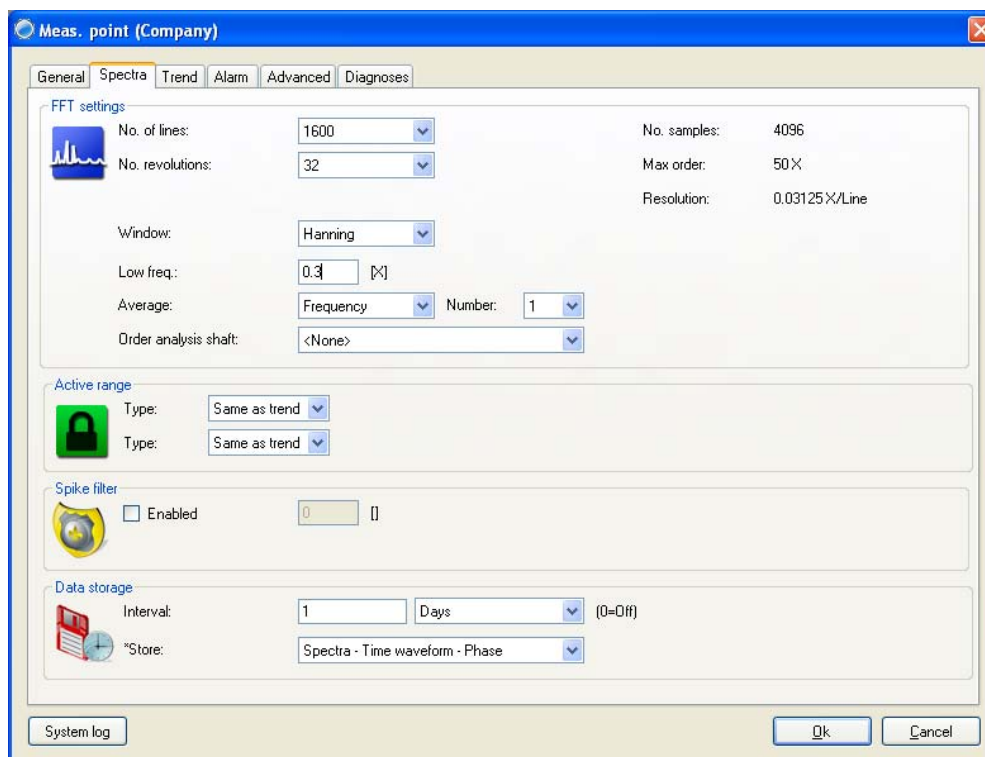 Meas. point (Company)
General Spectra Trend Alarm Advanced Diagnoses
FFT settings
No. of lines: 1600 No. samples: 4096
No. revolutions: 32 Max order: 50X
Resolution: 0.03125X/Line
Window: Hanning
Low freq.: 0.3 [X]
Average: Frequency Number: 1
Order analysis shaft: <None>
Active range
Type: Same as trend
Type: Same as trend
Spike filter
Enabled 0 []
Data storage
Interval: 1 Days (0=Off)
*Store: Spectra - Time waveform - Phase
System log Ok Cancel